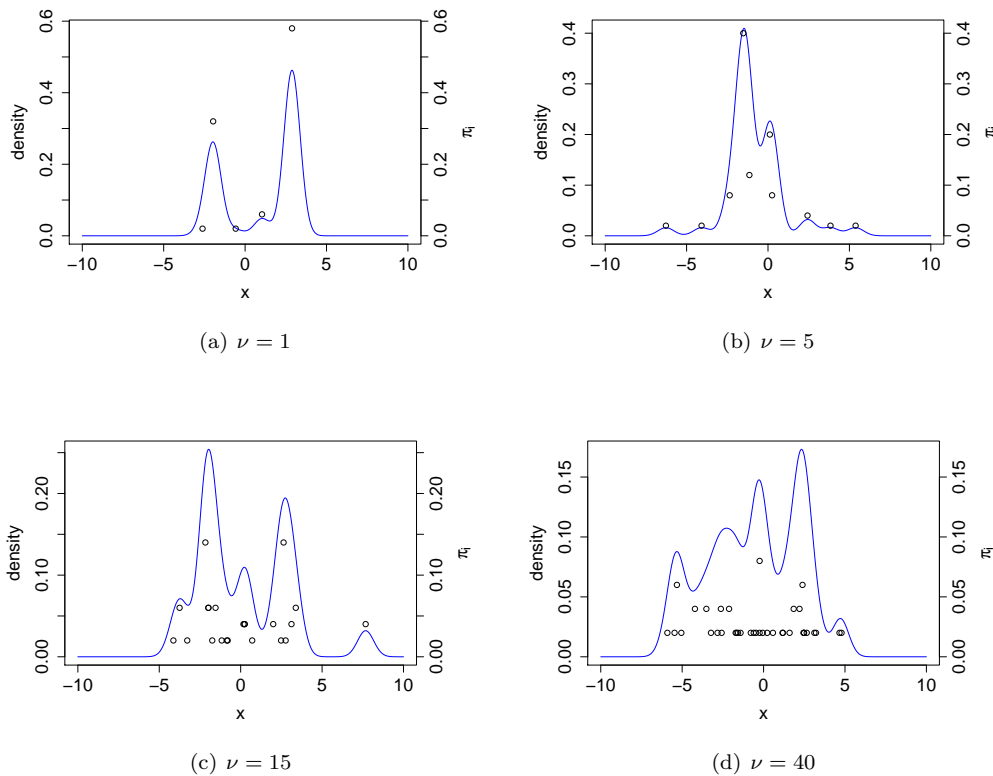 0.0 0.2 0.4 0.6
density
0.0 0.2 0.4 0.6
πi
−10 −5 0 5 10
x
(a) ν = 1
0.0 0.1 0.2 0.3 0.4
density
0.0 0.1 0.2 0.3 0.4
πi
−10 −5 0 5 10
x
(b) ν = 5
0.00 0.10 0.20
density
0.00 0.10 0.20
πi
−10 −5 0 5 10
x
(c) ν = 15
0.00 0.05 0.10 0.15
density
0.00 0.05 0.10 0.15
πi
−10 −5 0 5 10
x
(d) ν = 40